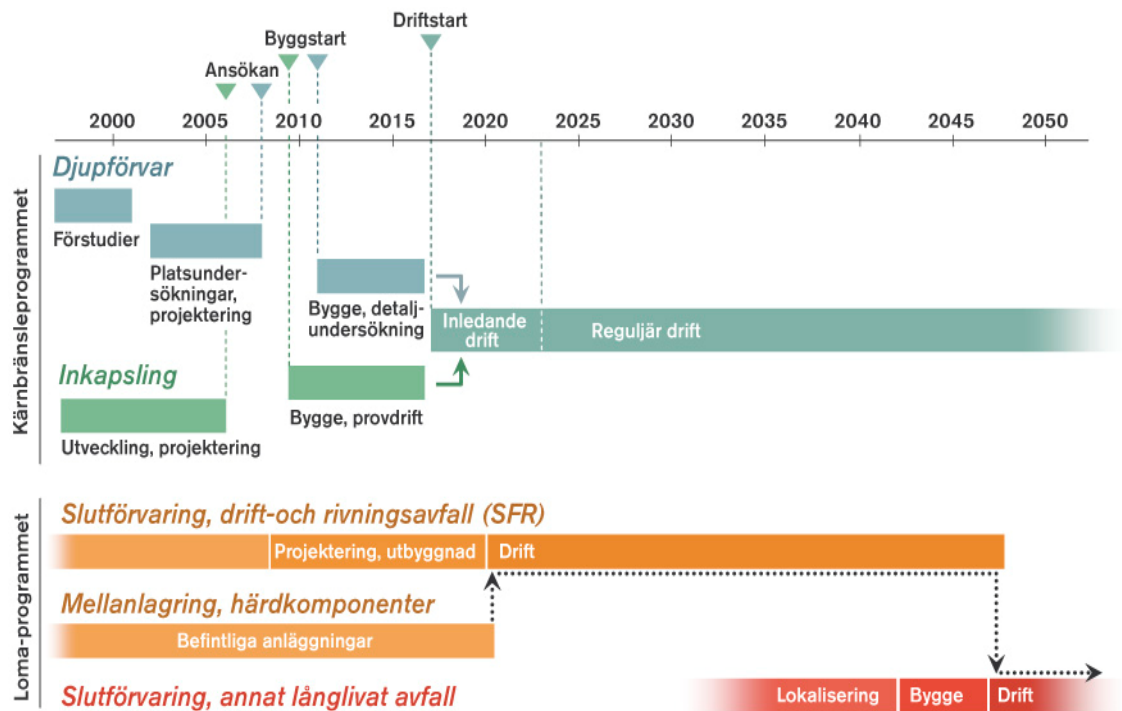 Driftstart
Byggstart
Ansökan
2000 2005 2010 2015 2020 2025 2030 2035 2040 2045 2050
Kärnbränsleprogrammet
Djupförvar
Förstudier
Platsunder-
sökningar,
projektering
Bygge, detalj-
undersökning
Inledande
drift
Reguljär drift
Inkapsling
Bygge, provdrift
Utveckling, projektering
Loma-programmet
Slutförvaring, drift-och rivningsavfall (SFR)
Projektering, utbyggnad
Drift
Mellanlagring, härdkomponenter
Befintliga anläggningar
Slutförvaring, annat långlivat avfall
Lokalisering
Bygge
Drift